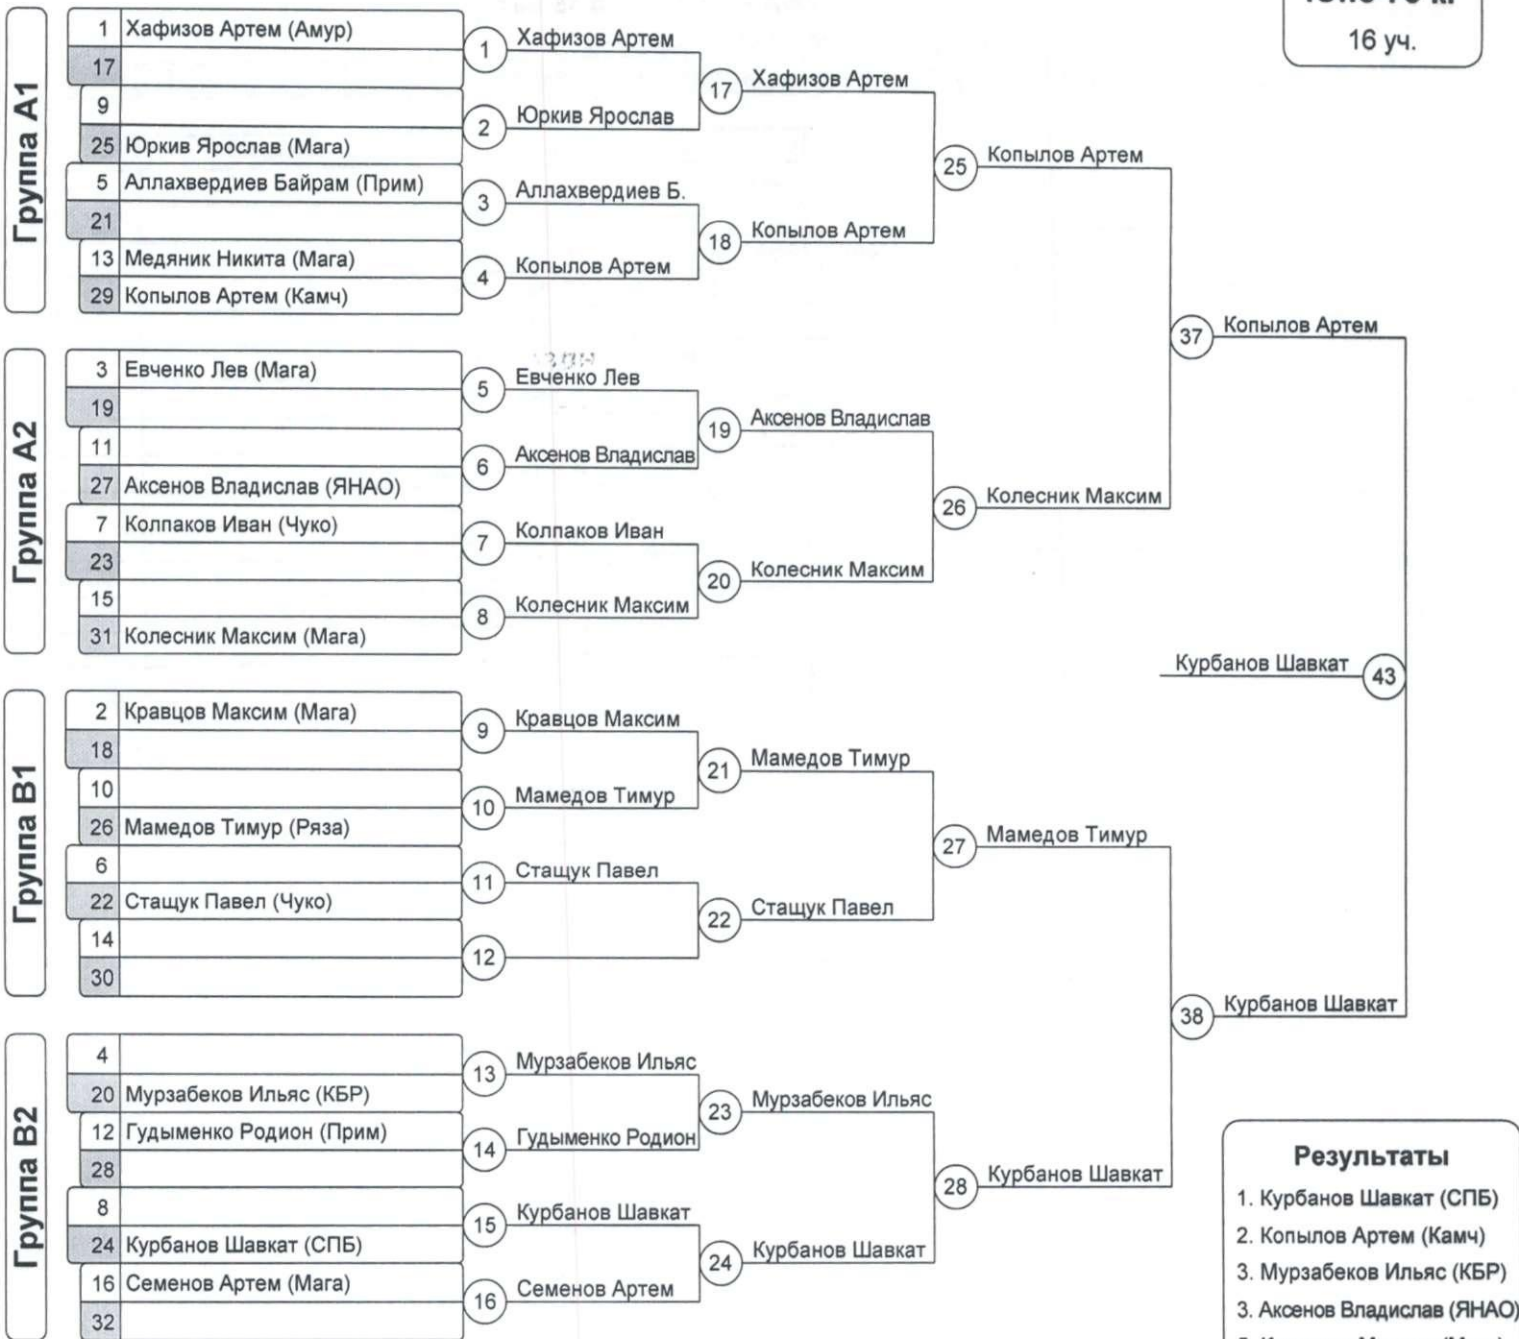 16 уч.
Группа А1
1 Хафизов Артем (Амур)
17
9
25 Юркив Ярослав (Мага)
5 Аллахвердиев Байрам (Прим)
21
13 Медяник Никита (Мага)
29 Копылов Артем (Камч)
1 Хафизов Артем
2 Юркив Ярослав
3 Аллахвердиев Б.
4 Копылов Артем
17 Хафизов Артем
18 Копылов Артем
25 Копылов Артем
Группа А2
3 Евченко Лев (Мага)
19
11
27 Аксенов Владислав (ЯНАО)
7 Колпаков Иван (Чуко)
23
15
31 Колесник Максим (Мага)
5 Евченко Лев
6 Аксенов Владислав
7 Колпаков Иван
8 Колесник Максим
19 Аксенов Владислав
20 Колесник Максим
26 Колесник Максим
37 Копылов Артем
Курбанов Шавкат 43
Группа В1
2 Кравцов Максим (Мага)
18
10
26 Мамедов Тимур (Ряза)
6
22 Стащук Павел (Чуко)
14
30
9 Кравцов Максим
10 Мамедов Тимур
11 Стащук Павел
12
21 Мамедов Тимур
22 Стащук Павел
27 Мамедов Тимур
38 Курбанов Шавкат
Группа В2
4
20 Мурзабеков Ильяс (КБР)
12 Гудыменко Родион (Прим)
28
8
24 Курбанов Шавкат (СПБ)
16 Семенов Артем (Мага)
32
13 Мурзабеков Ильяс
14 Гудыменко Родион
15 Курбанов Шавкат
16 Семенов Артем
23 Мурзабеков Ильяс
24 Курбанов Шавкат
28 Курбанов Шавкат
Результаты
1. Курбанов Шавкат (СПБ)
2. Копылов Артем (Камч)
3. Мурзабеков Ильяс (КБР)
3. Аксенов Владислав (ЯНАО)